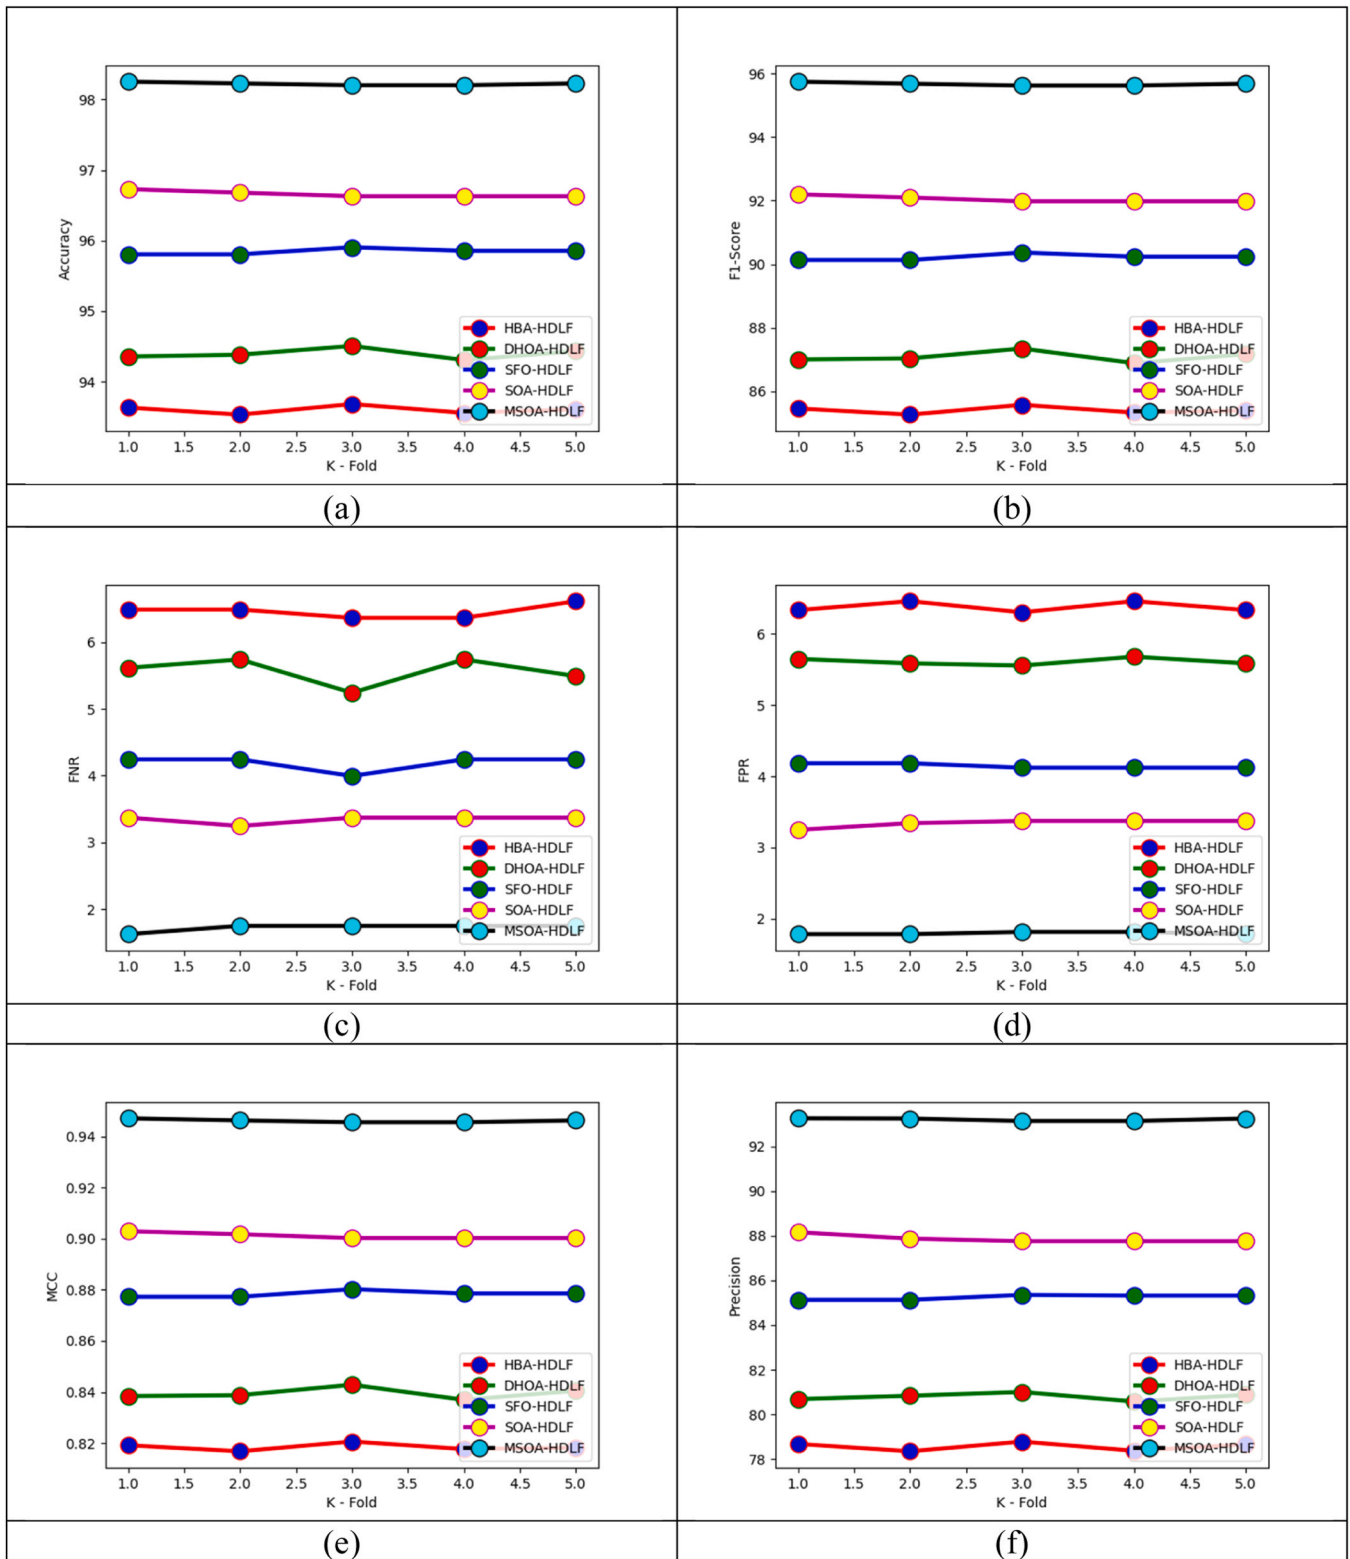 98
97
96
95
94
Accuracy
HBA-HDLF
DHOA-HDLF
SFO-HDLF
SOA-HDLF
MSOA-HDLF
1.0 1.5 2.0 2.5 3.0 3.5 4.0 4.5 5.0
K - Fold
(a)
96
94
92
90
88
86
F1-Score
HBA-HDLF
DHOA-HDLF
SFO-HDLF
SOA-HDLF
MSOA-HDLF
1.0 1.5 2.0 2.5 3.0 3.5 4.0 4.5 5.0
K - Fold
(b)
6
5
4
3
2
FNR
HBA-HDLF
DHOA-HDLF
SFO-HDLF
SOA-HDLF
MSOA-HDLF
1.0 1.5 2.0 2.5 3.0 3.5 4.0 4.5 5.0
K - Fold
(c)
6
5
4
3
2
FPR
HBA-HDLF
DHOA-HDLF
SFO-HDLF
SOA-HDLF
MSOA-HDLF
1.0 1.5 2.0 2.5 3.0 3.5 4.0 4.5 5.0
K - Fold
(d)
0.94
0.92
0.90
0.88
0.86
0.84
0.82
MCC
HBA-HDLF
DHOA-HDLF
SFO-HDLF
SOA-HDLF
MSOA-HDLF
1.0 1.5 2.0 2.5 3.0 3.5 4.0 4.5 5.0
K - Fold
(e)
92
90
88
86
84
82
80
78
Precision
HBA-HDLF
DHOA-HDLF
SFO-HDLF
SOA-HDLF
MSOA-HDLF
1.0 1.5 2.0 2.5 3.0 3.5 4.0 4.5 5.0
K - Fold
(f)